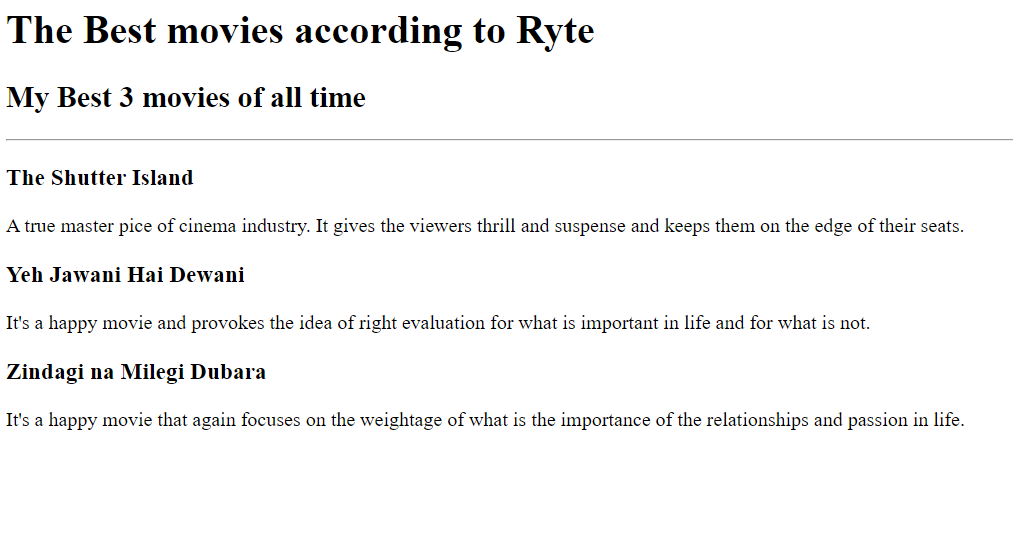 The Best movies according to Ryte
My Best 3 movies of all time
The Shutter Island
A true master pice of cinema industry. It gives the viewers thrill and suspense and keeps them on the edge of their seats.
Yeh Jawani Hai Dewani
It's a happy movie and provokes the idea of right evaluation for what is important in life and for what is not.
Zindagi na Milegi Dubara
It's a happy movie that again focuses on the weightage of what is the importance of the relationships and passion in life.